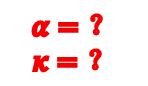 α = ?
κ = ?